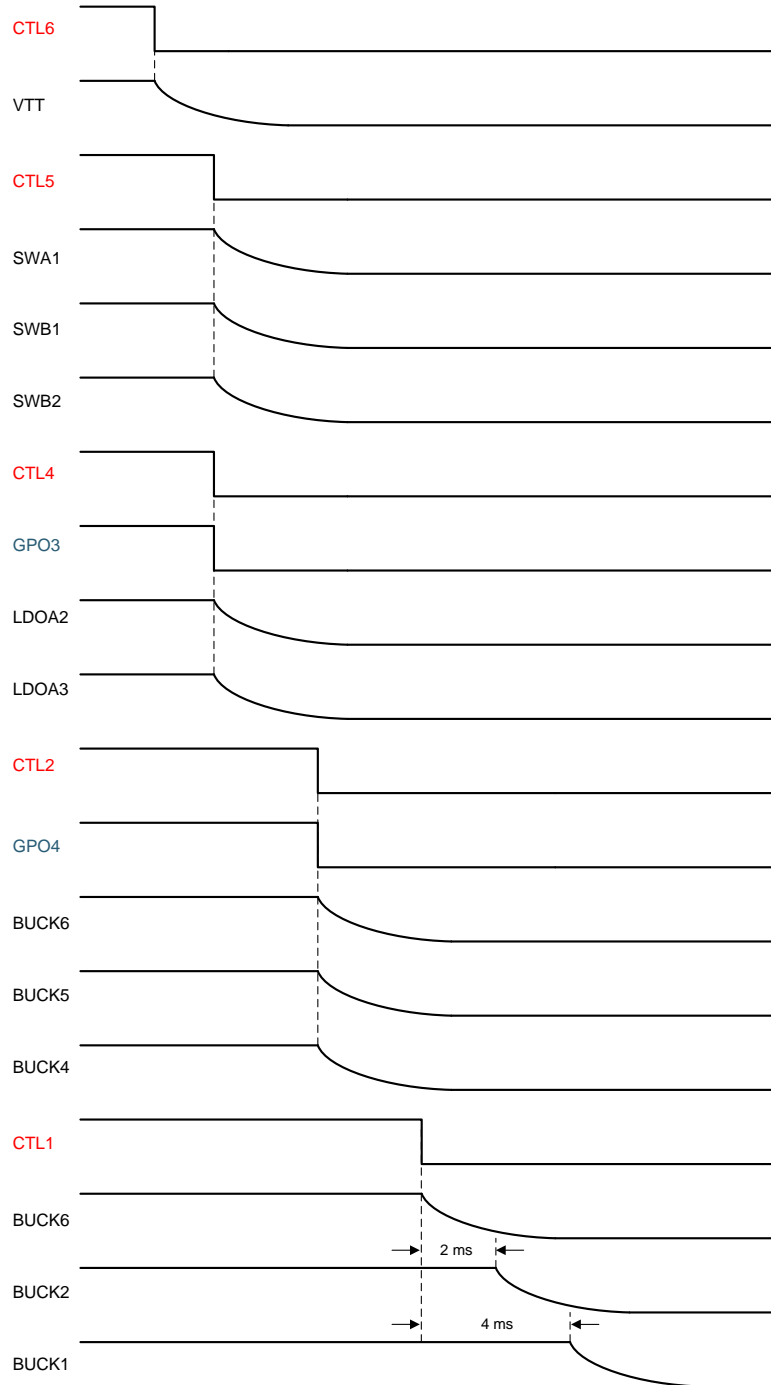 CTL6
VTT
CTL5
SWA1
SWB1
SWB2
CTL4
GPO3
LDOA2
LDOA3
CTL2
GPO4
BUCK6
BUCK5
BUCK4
CTL1
BUCK6
2 ms
BUCK2
4 ms
BUCK1